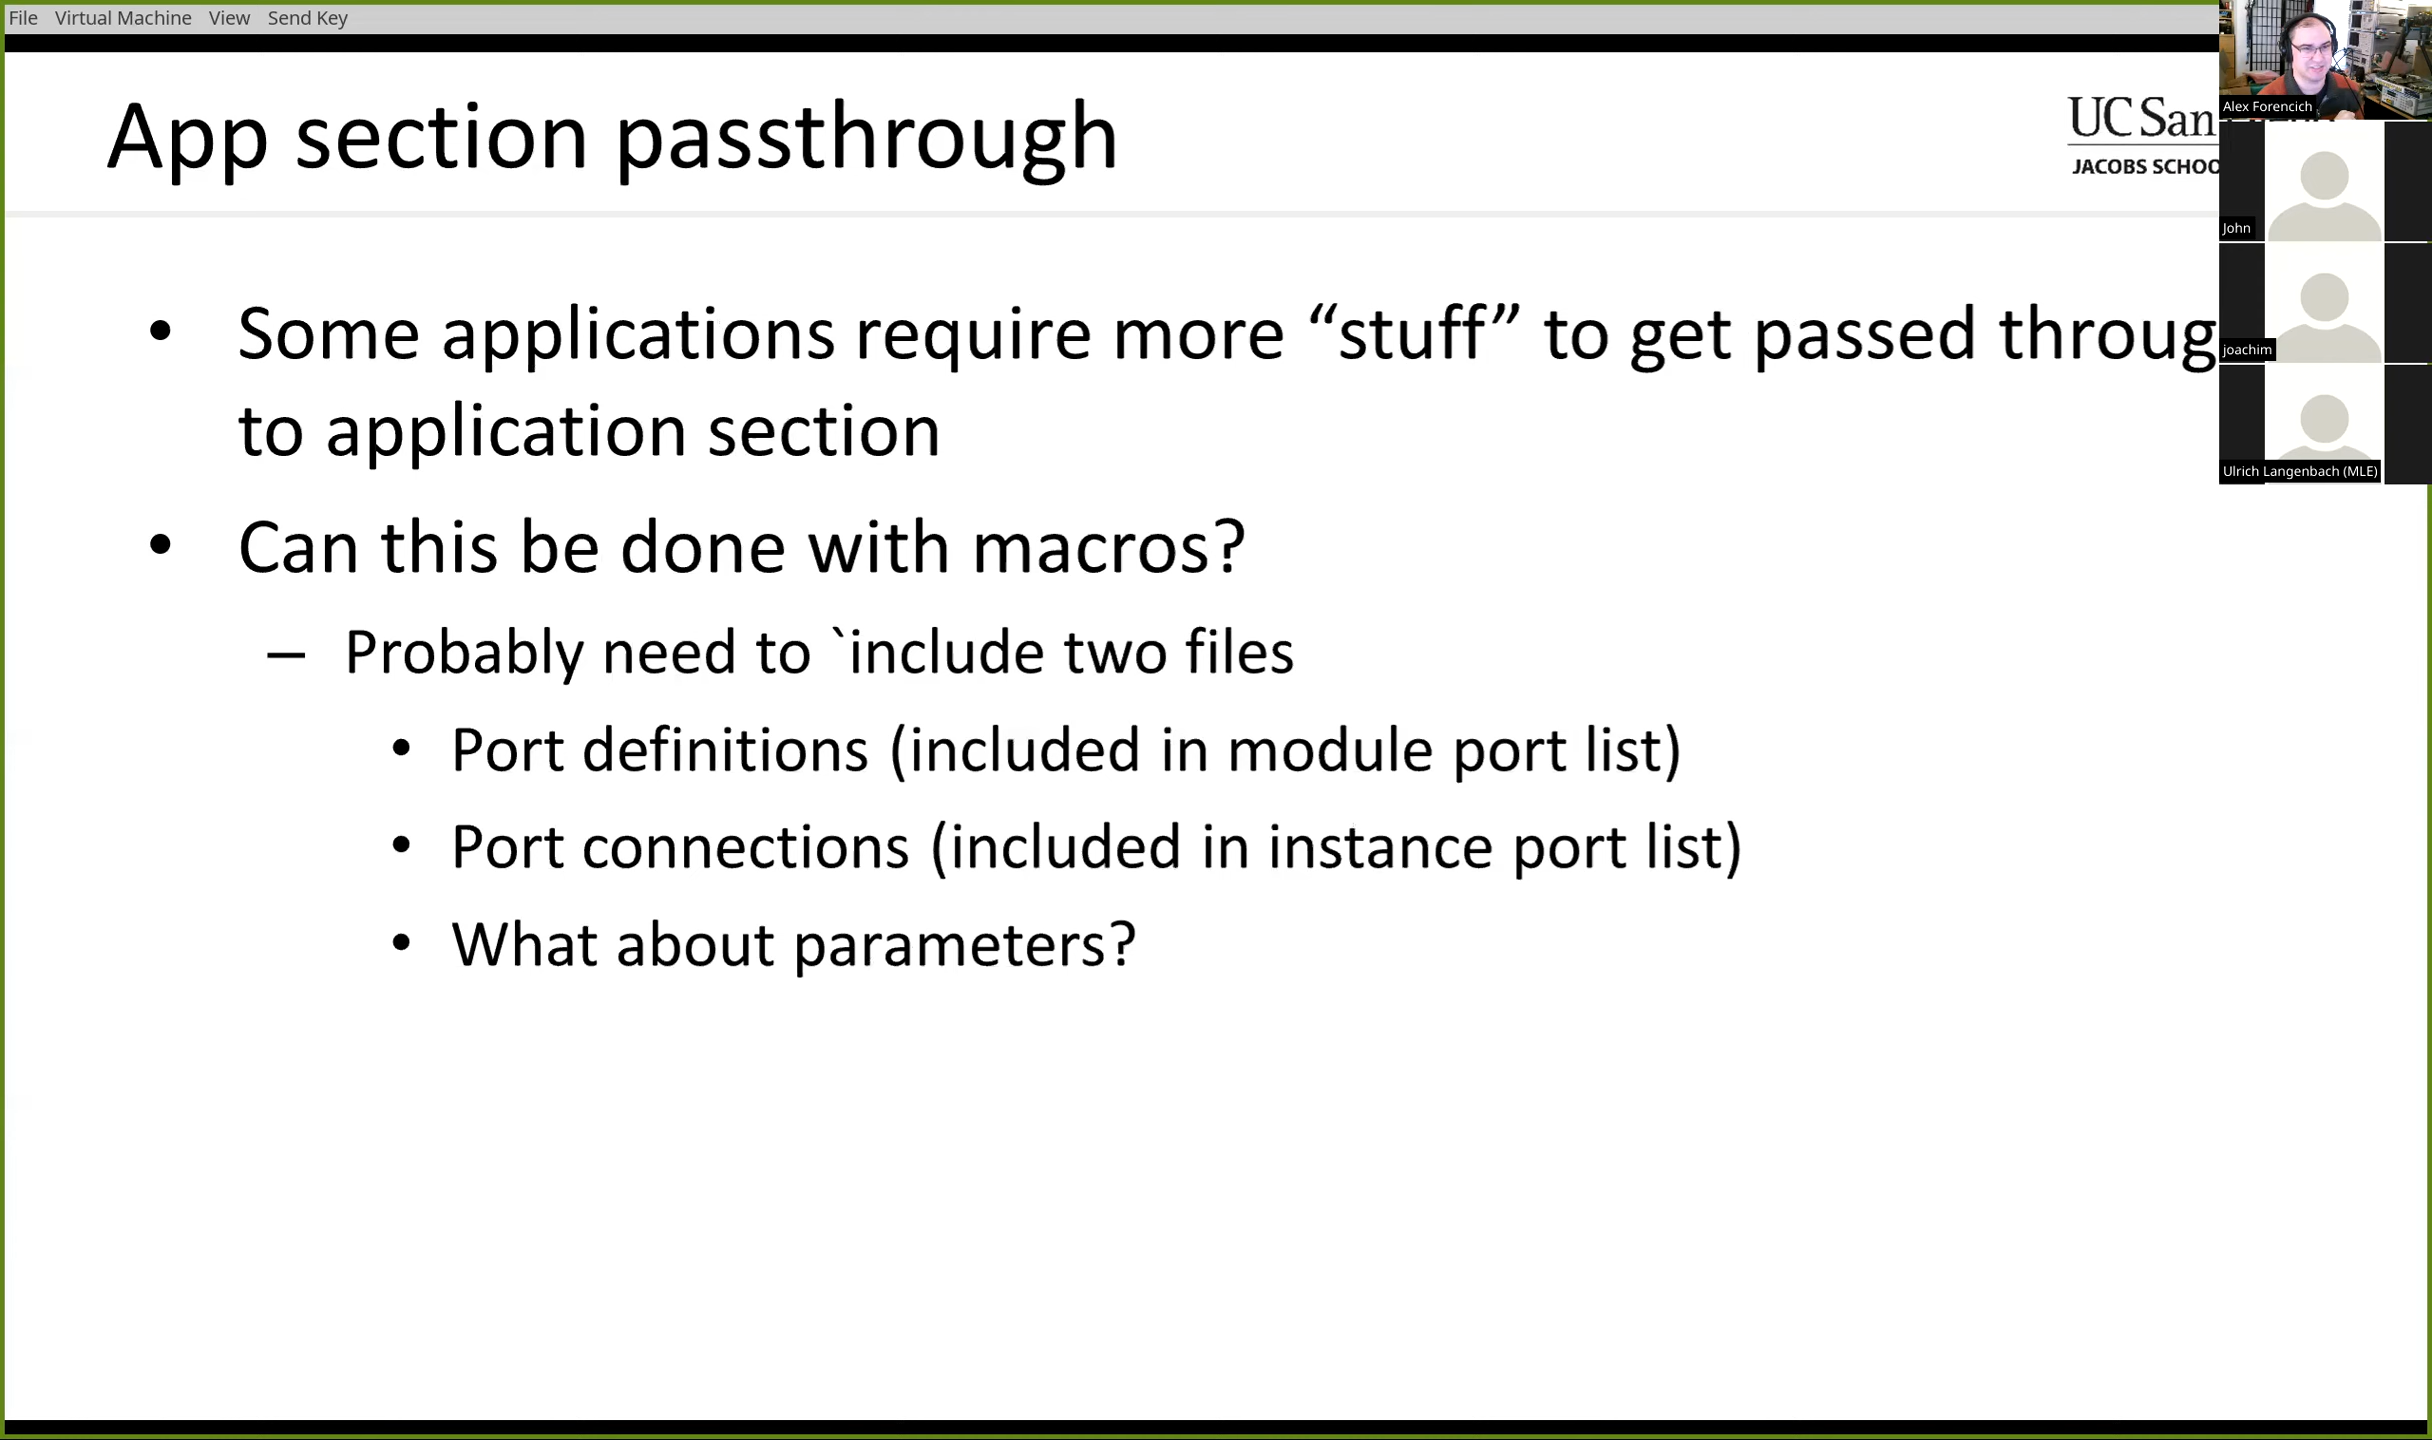 File Virtual Machine View Send Key
App section passthrough
UC San
JACOBS SCHOO
Alex Forencich
John
joachim
Ulrich Langenbach (MLE)
• Some applications require more “stuff” to get passed throug
to application section
• Can this be done with macros?
– Probably need to `include two files
• Port definitions (included in module port list)
• Port connections (included in instance port list)
• What about parameters?